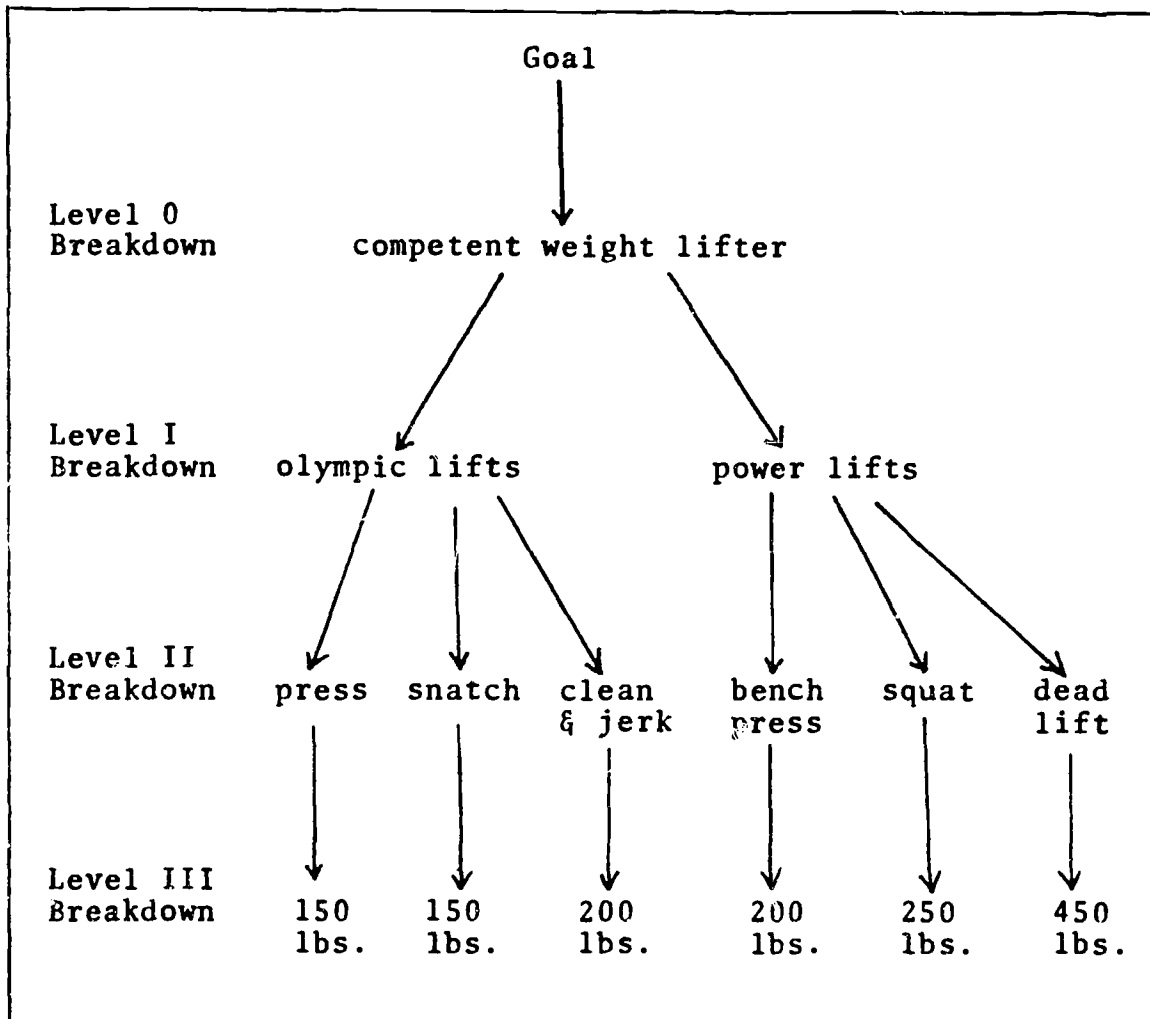 Goal
Level 0
Breakdown competent weight lifter
Level I
Breakdown olympic lifts power lifts
Level II
Breakdown press snatch clean bench squat dead
& jerk press lift
Level III
Breakdown 150 150 200 200 250 450
lbs. lbs. lbs. lbs. lbs. lbs.